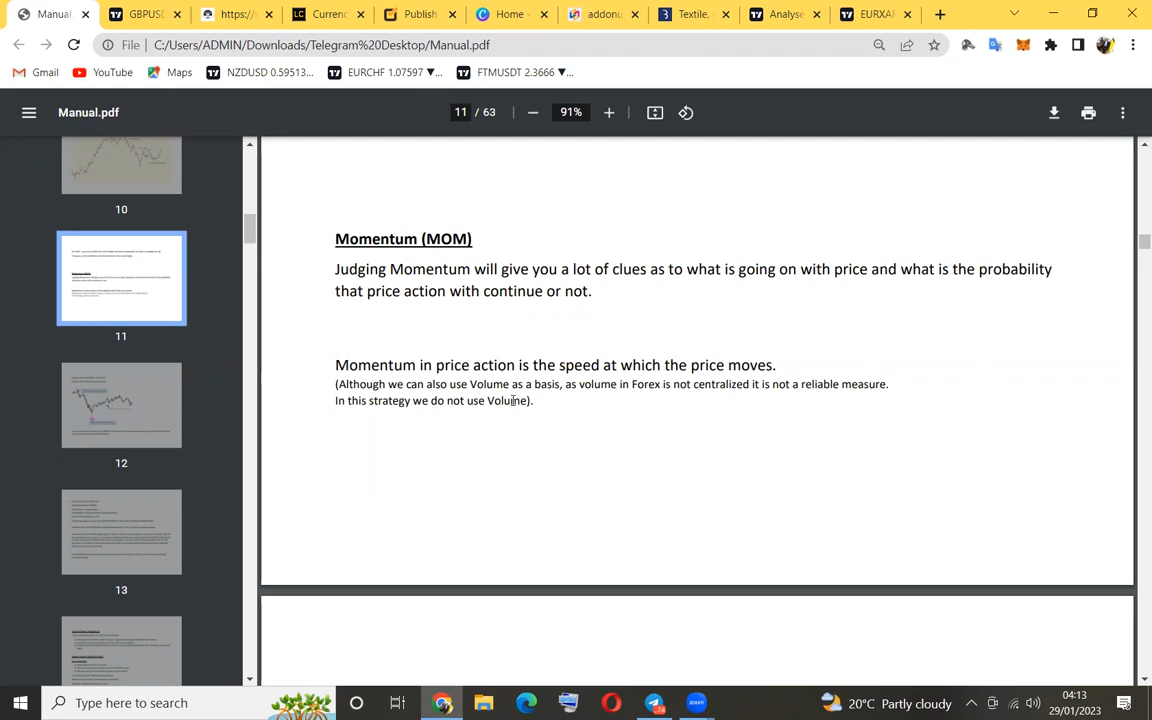 Manual. GBPUSD https://s Currenc Publish Home - addonu Textile, Analyse EURXAF
File C:/Users/ADMIN/Downloads/Telegram%20Desktop/Manual.pdf
Gmail YouTube Maps NZDUSD 0.59513... EURCHF 1.07597 ▼... FTMUSDT 2.3666 ▼...
Manual.pdf 11 / 63 91%
10
11
12
13
Momentum (MOM)
Judging Momentum will give you a lot of clues as to what is going on with price and what is the probability
that price action with continue or not.
Momentum in price action is the speed at which the price moves.
(Although we can also use Volume as a basis, as volume in Forex is not centralized it is not a reliable measure.
In this strategy we do not use Volume).
Type here to search
20°C Partly cloudy
04:13
29/01/2023